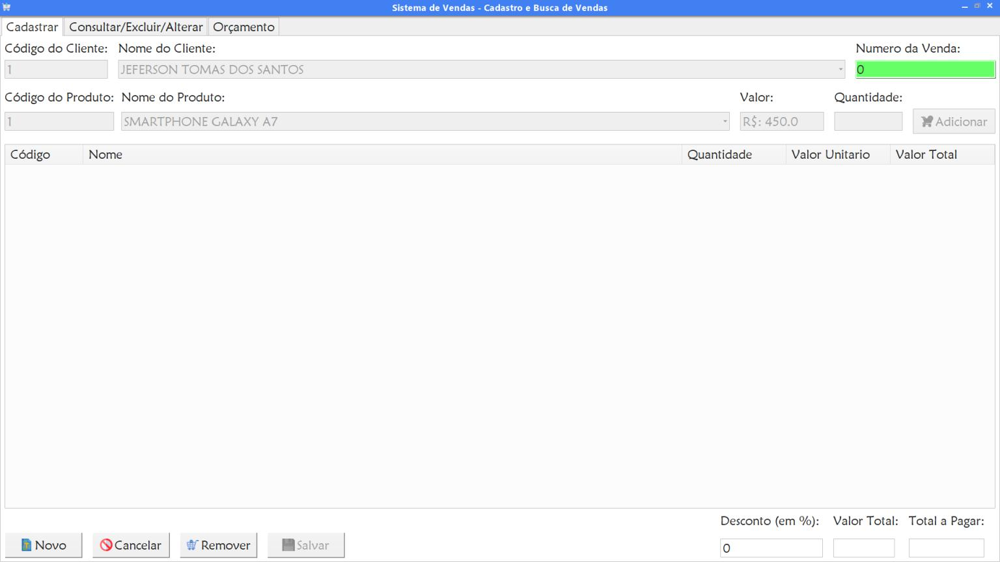 Sistema de Vendas - Cadastro e Busca de Vendas
Cadastrar Consultar/Excluir/Alterar Orçamento
Código do Cliente: Nome do Cliente: Numero da Venda:
1 JEFERSON TOMAS DOS SANTOS 0
Código do Produto: Nome do Produto: Valor: Quantidade:
1 SMARTPHONE GALAXY A7 R$: 450.0 Adicionar
Código Nome Quantidade Valor Unitario Valor Total
Desconto (em %): Valor Total: Total a Pagar:
Novo Cancelar Remover Salvar 0